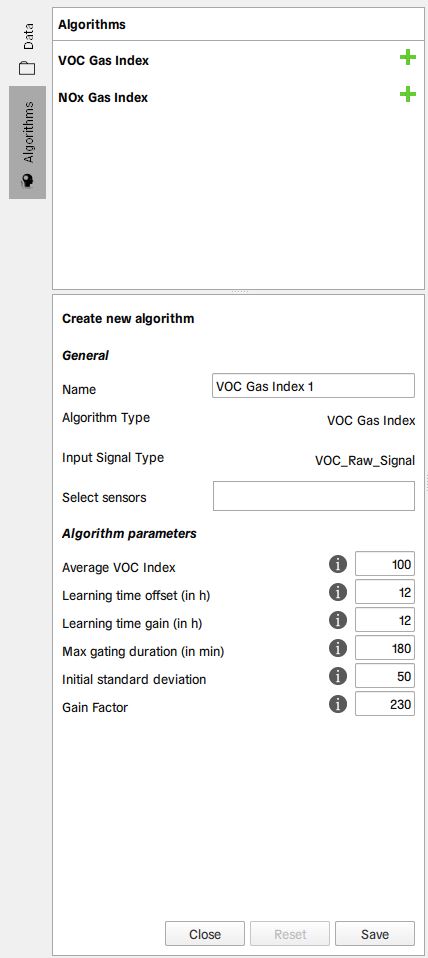 Data
Algorithms
Algorithms
VOC Gas Index
NOx Gas Index
Create new algorithm
General
Name VOC Gas Index 1
Algorithm Type VOC Gas Index
Input Signal Type VOC_Raw_Signal
Select sensors
Algorithm parameters
Average VOC Index i 100
Learning time offset (in h) i 12
Learning time gain (in h) i 12
Max gating duration (in min) i 180
Initial standard deviation i 50
Gain Factor i 230
Close Reset Save